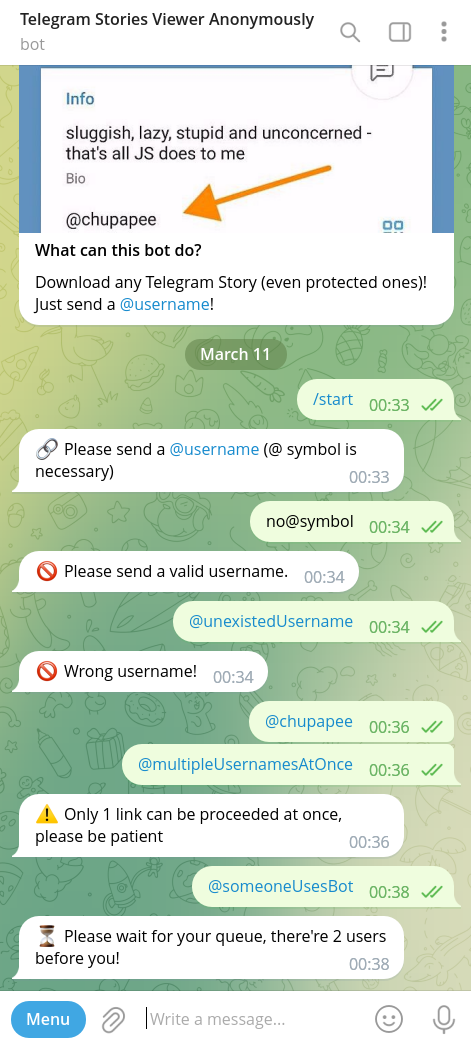 Telegram Stories Viewer Anonymously
bot
Info
sluggish, lazy, stupid and unconcerned -
that's all JS does to me
Bio
@chupapee
What can this bot do?
Download any Telegram Story (even protected ones)!
Just send a @username!
March 11
/start 00:33
🔗 Please send a @username (@ symbol is
necessary)
00:33
no@symbol 00:34
🚫 Please send a valid username. 00:34
@unexistedUsername 00:34
🚫 Wrong username! 00:34
@chupapee 00:36
@multipleUsernamesAtOnce 00:36
⚠️ Only 1 link can be proceeded at once,
please be patient
00:36
@someoneUsesBot 00:38
⏳ Please wait for your queue, there're 2 users
before you!
00:38
Menu
Write a message...